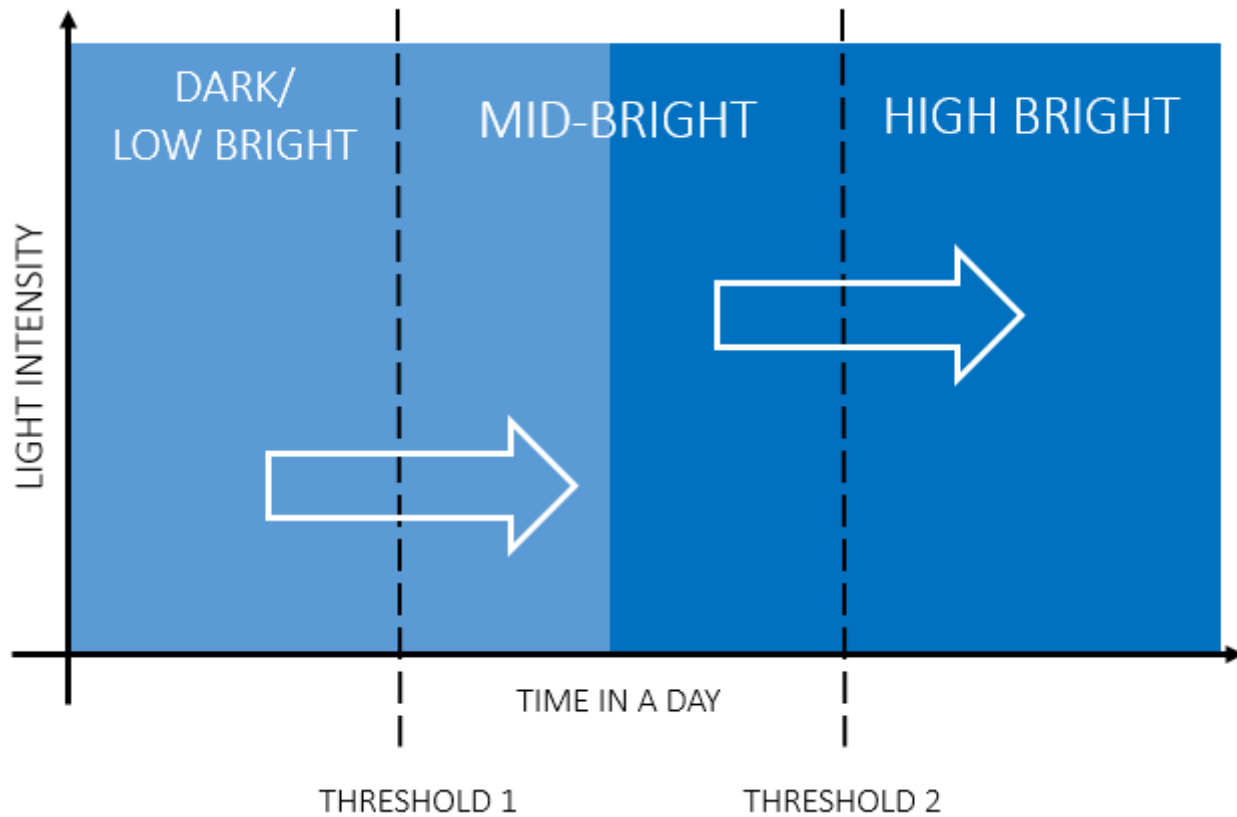 DARK/
LOW BRIGHT
MID-BRIGHT
HIGH BRIGHT
LIGHT INTENSITY
TIME IN A DAY
THRESHOLD 1
THRESHOLD 2